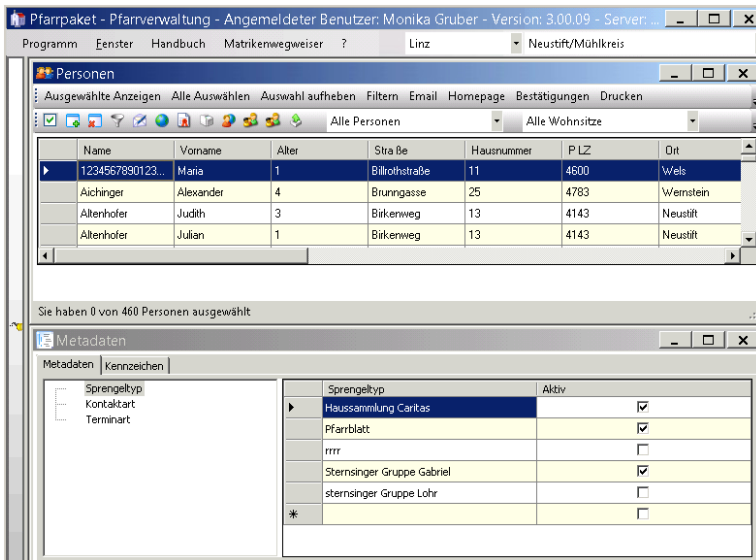 Pfarrpaket - Pfarrverwaltung - Angemeldeter Benutzer: Monika Gruber - Version: 3.00.09 - Server: ...
Programm Fenster Handbuch Matrikenwegweiser ? Linz Neustift/Mühlkreis
Personen
Ausgewählte Anzeigen Alle Auswählen Auswahl aufheben Filtern Email Homepage Bestätigungen Drucken
Alle Personen Alle Wohnsitze
Name Vorname Alter Straße Hausnummer PLZ Ort
1234567890123... Maria 1 Billrothstraße 11 4600 Wels
Aichinger Alexander 4 Brunngasse 25 4783 Wernstein
Altenhofer Judith 3 Birkenweg 13 4143 Neustift
Altenhofer Julian 1 Birkenweg 13 4143 Neustift
Sie haben 0 von 460 Personen ausgewählt
Metadaten
Metadaten Kennzeichen
Sprengeltyp
Kontaktart
Terminart
Sprengeltyp Aktiv
Haussammlung Caritas
Pfarrblatt
rrrr
Sternsinger Gruppe Gabriel
sternsinger Gruppe Lohr